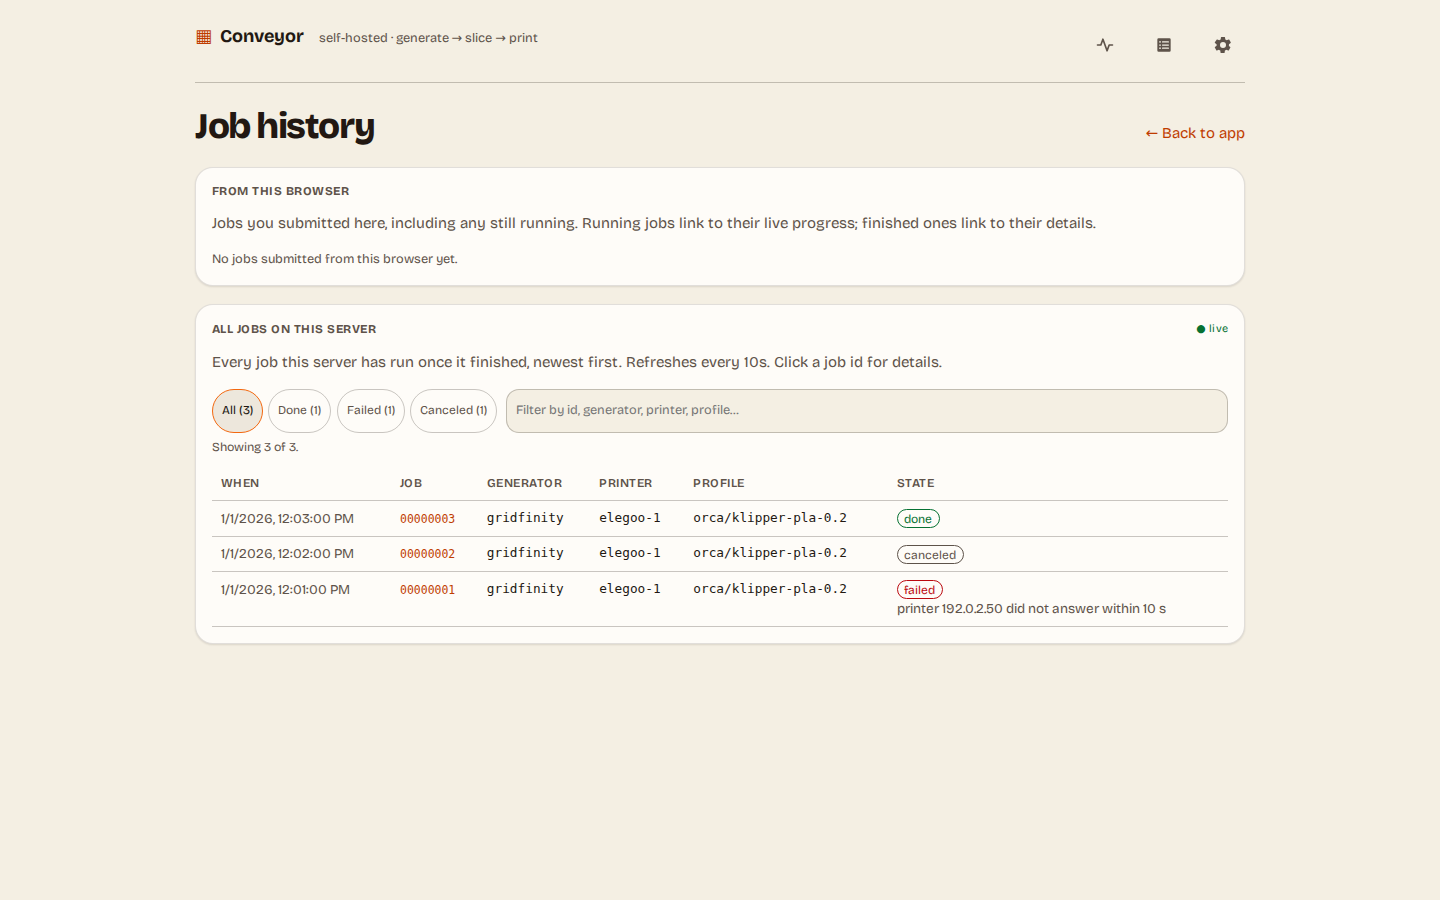 Conveyor self-hosted · generate → slice → print
Job history
← Back to app
FROM THIS BROWSER
Jobs you submitted here, including any still running. Running jobs link to their live progress; finished ones link to their details.
No jobs submitted from this browser yet.
ALL JOBS ON THIS SERVER
● live
Every job this server has run once it finished, newest first. Refreshes every 10s. Click a job id for details.
All (3) Done (1) Failed (1) Canceled (1) Filter by id, generator, printer, profile...
Showing 3 of 3.
WHEN JOB GENERATOR PRINTER PROFILE STATE
1/1/2026, 12:03:00 PM 00000003 gridfinity elegoo-1 orca/klipper-pla-0.2 done
1/1/2026, 12:02:00 PM 00000002 gridfinity elegoo-1 orca/klipper-pla-0.2 canceled
1/1/2026, 12:01:00 PM 00000001 gridfinity elegoo-1 orca/klipper-pla-0.2 failed
printer 192.0.2.50 did not answer within 10 s